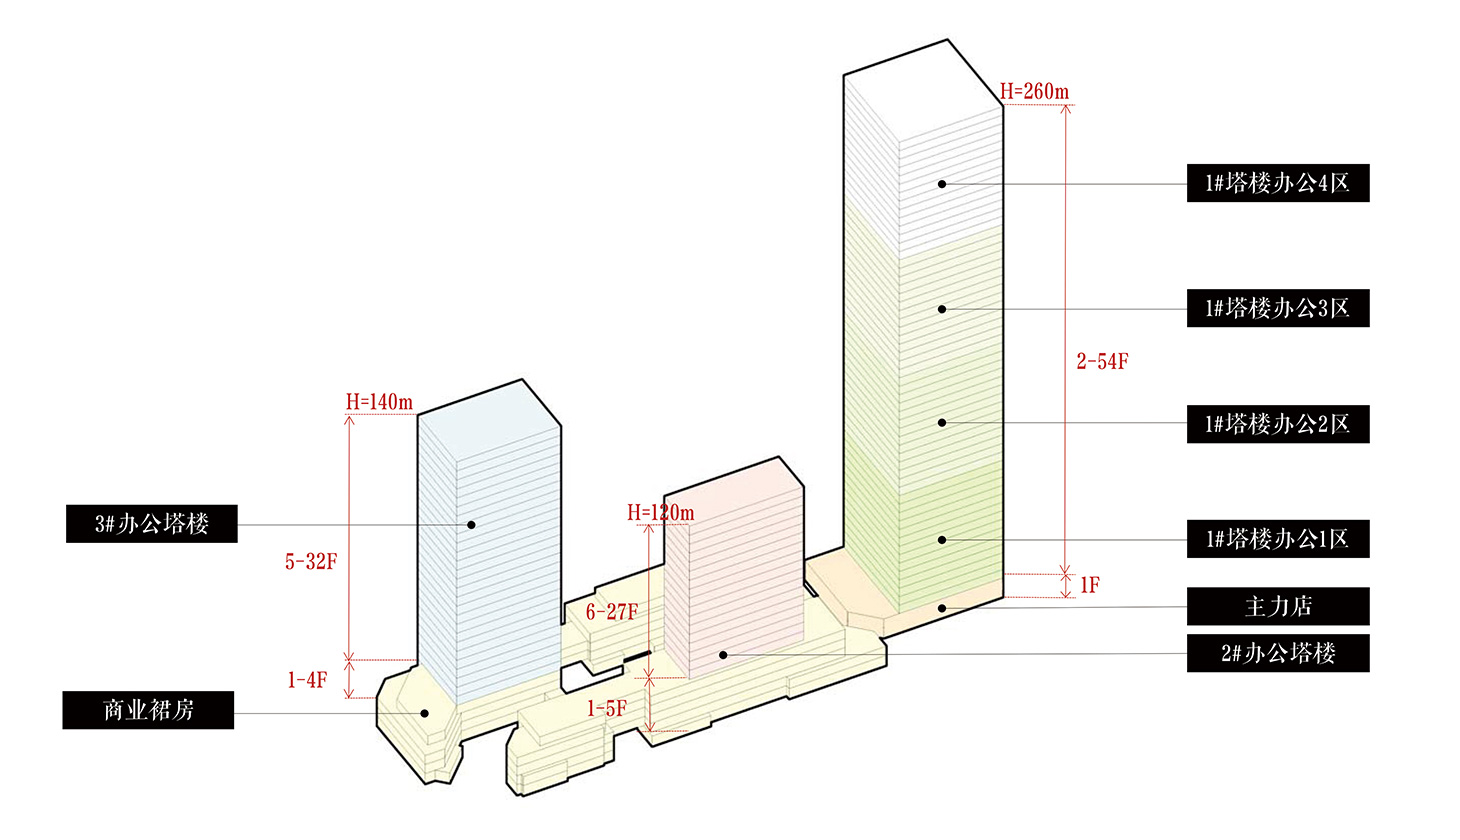 H=260m
1#塔楼办公4区
1#塔楼办公3区
2-54F
H=140m
1#塔楼办公2区
H=120m
3#办公塔楼
1#塔楼办公1区
5-32F
1F
6-27F
主力店
2#办公塔楼
1-4F
1-5F
商业裙房